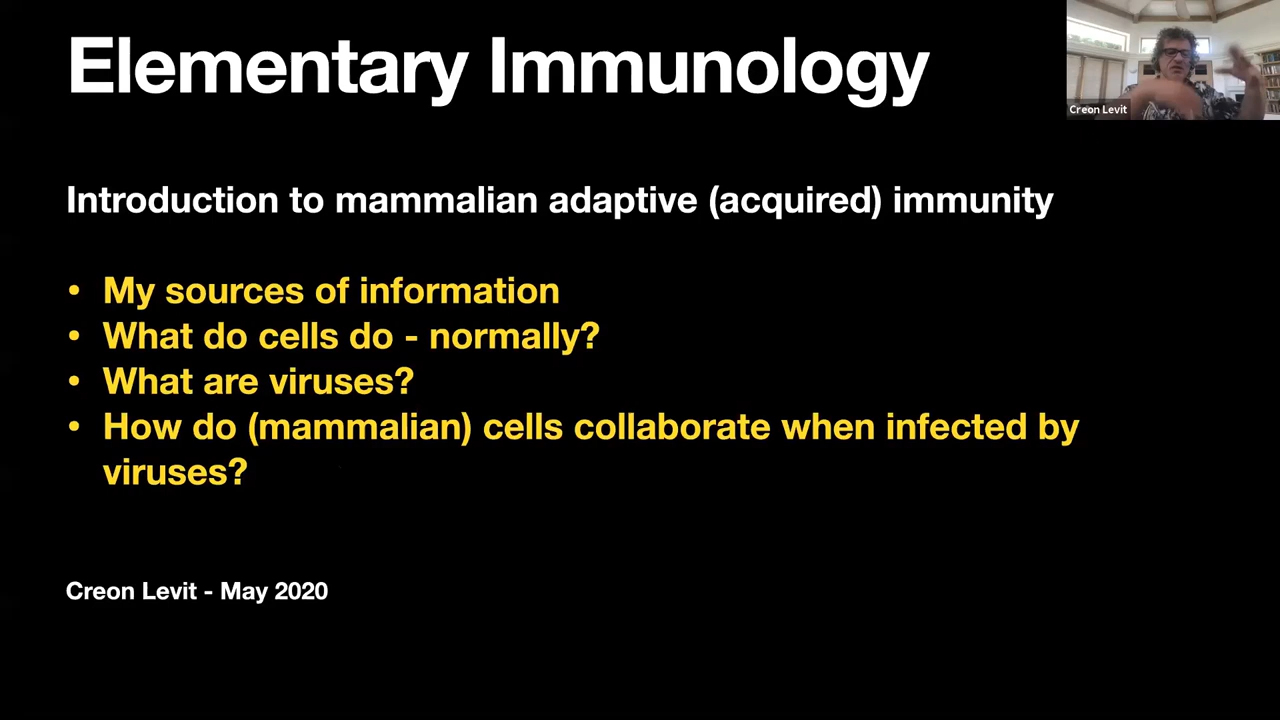 Elementary Immunology
Creon Levit
Introduction to mammalian adaptive (acquired) immunity
• My sources of information
• What do cells do - normally?
• What are viruses?
• How do (mammalian) cells collaborate when infected by
viruses?
Creon Levit - May 2020